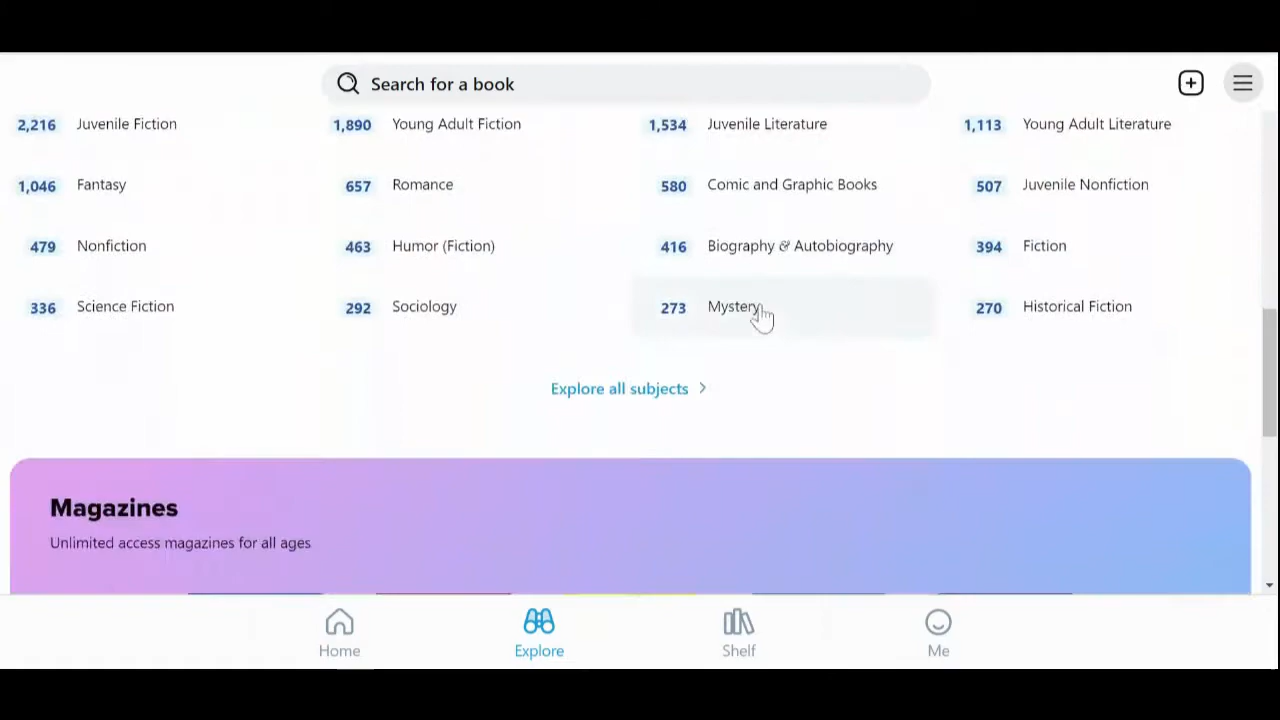 Search for a book
2,216 Juvenile Fiction 1,890 Young Adult Fiction 1,534 Juvenile Literature 1,113 Young Adult Literature
1,046 Fantasy 657 Romance 580 Comic and Graphic Books 507 Juvenile Nonfiction
479 Nonfiction 463 Humor (Fiction) 416 Biography & Autobiography 394 Fiction
336 Science Fiction 292 Sociology 273 Mystery 270 Historical Fiction
Explore all subjects
Magazines
Unlimited access magazines for all ages
Home Explore Shelf Me